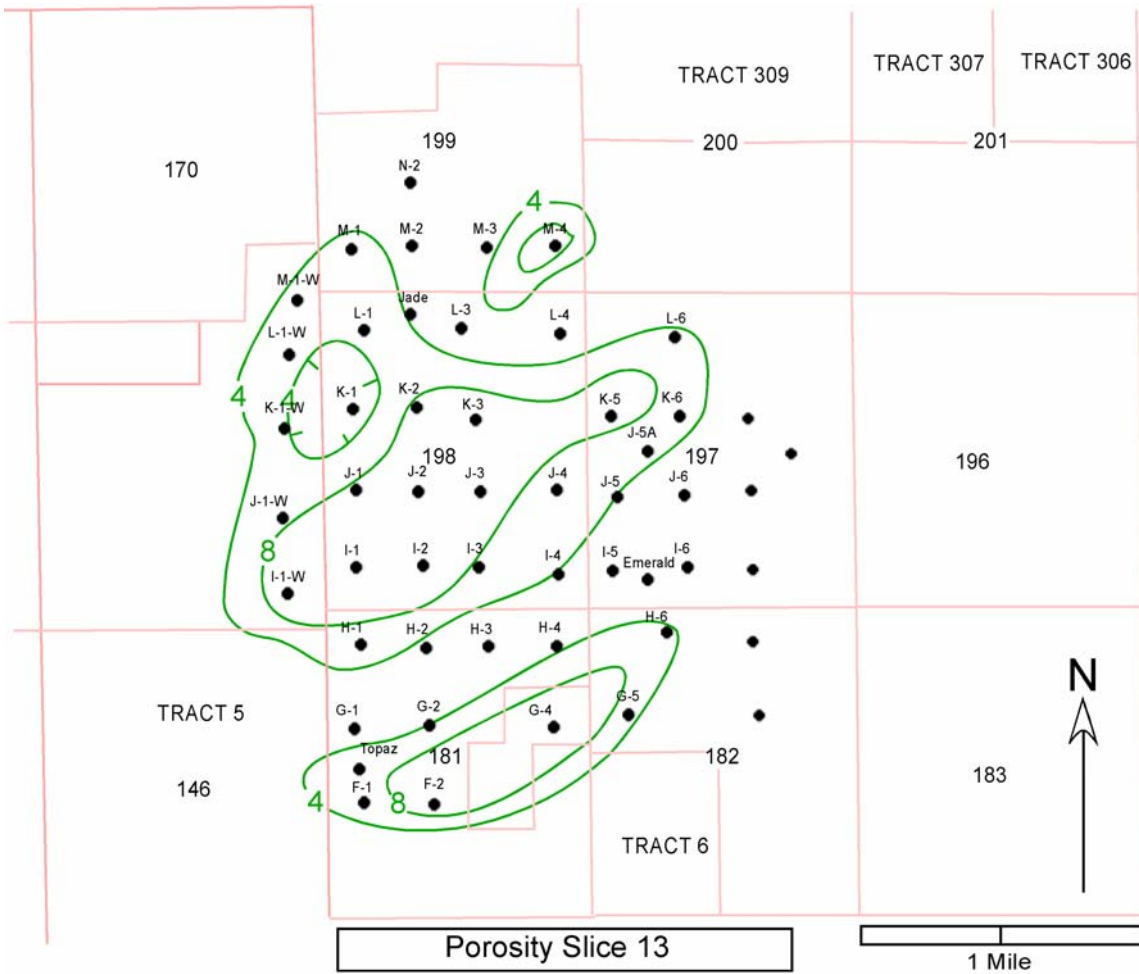 TRACT 309
TRACT 307
TRACT 306
199
200
201
170
N-2
4
M-1
M-2
M-3
M-4
M-1-W
Jade
L-1
L-3
L-4
L-6
L-1-W
4
4
K-1
K-2
K-3
K-5
K-6
K-1-W
J-5A
198
197
196
J-1
J-2
J-3
J-4
J-5
J-6
J-1-W
8
I-1
I-2
I-3
I-4
I-5
Emerald
I-6
I-1-W
H-1
H-2
H-3
H-4
H-6
N
TRACT 5
G-1
G-2
G-4
G-5
Topaz
181
182
183
146
4
F-1
8
F-2
TRACT 6
Porosity Slice 13
1 Mile